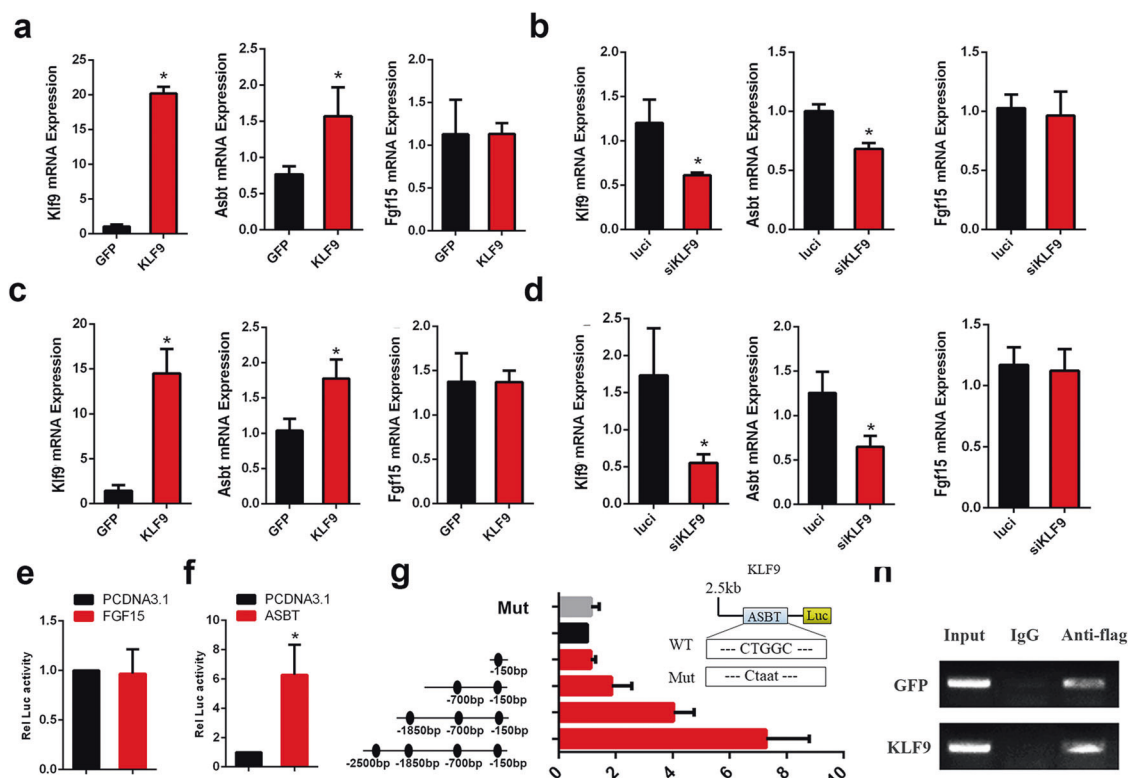 a
Klf9 mRNA Expression
25
20
15
10
5
0
GFP
KLF9
*
Asbt mRNA Expression
2.5
2.0
1.5
1.0
0.5
0.0
GFP
KLF9
*
Fgf15 mRNA Expression
2.0
1.5
1.0
0.5
0.0
GFP
KLF9
b
Klf9 mRNA Expression
2.0
1.5
1.0
0.5
0.0
luci
siKLF9
*
Asbt mRNA Expression
1.5
1.0
0.5
0.0
luci
siKLF9
*
Fgf15 mRNA Expression
1.5
1.0
0.5
0.0
luci
siKLF9
c
Klf9 mRNA Expression
20
15
10
5
0
GFP
KLF9
*
Asbt mRNA Expression
2.5
2.0
1.5
1.0
0.5
0.0
GFP
KLF9
*
Fgf15 mRNA Expression
2.0
1.5
1.0
0.5
0.0
GFP
KLF9
d
Klf9 mRNA Expression
2.5
2.0
1.5
1.0
0.5
0.0
luci
siKLF9
*
Asbt mRNA Expression
2.0
1.5
1.0
0.5
0.0
luci
siKLF9
*
Fgf15 mRNA Expression
1.5
1.0
0.5
0.0
luci
siKLF9
e
PCDNA3.1
FGF15
Rel Luc activity
1.5
1.0
0.5
0.0
f
PCDNA3.1
ASBT
Rel Luc activity
10
8
6
4
2
0
*
g
Mut
-150bp
-700bp -150bp
-1850bp -700bp -150bp
-2500bp -1850bp -700bp -150bp
0 2 4 6 8 10
KLF9
2.5kb
ASBT
Luc
WT
--- CTGGC ---
Mut
--- Ctaat ---
Input IgG Anti-flag
GFP
KLF9